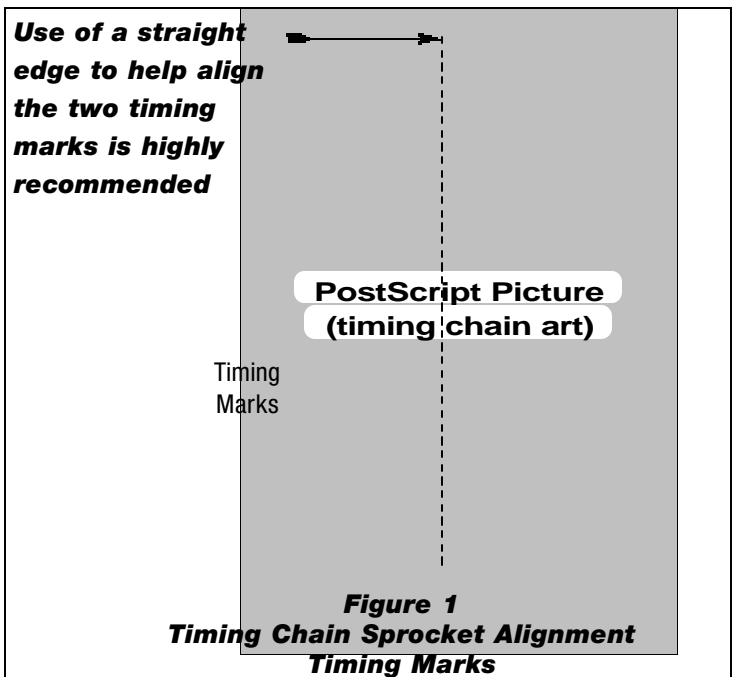 Use of a straight
edge to help align
the two timing
marks is highly
recommended
PostScript Picture
(timing chain art)
Timing
Marks
Figure 1
Timing Chain Sprocket Alignment
Timing Marks